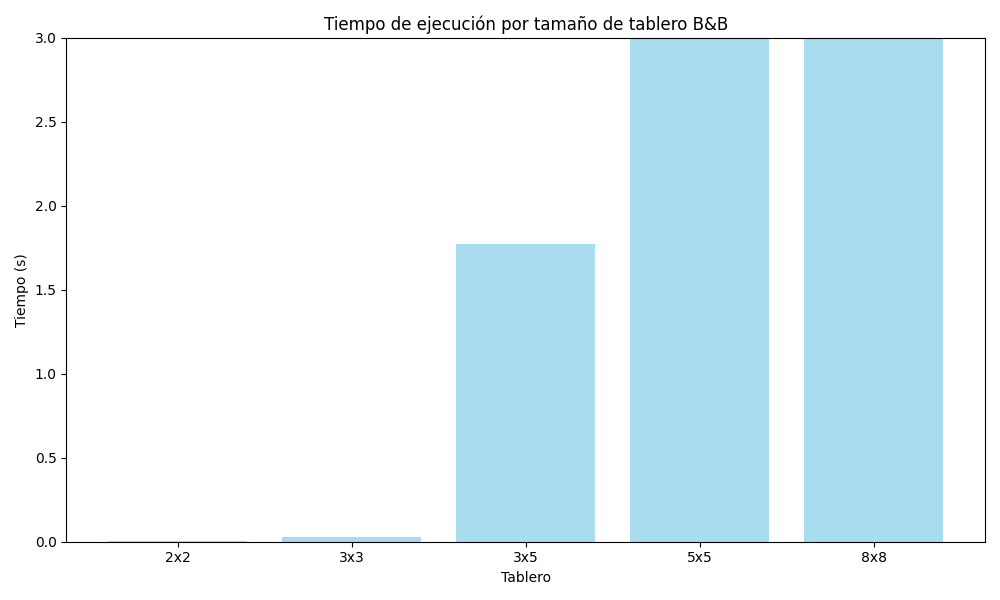 Tiempo de ejecución por tamaño de tablero B&B
3.0
2.5
2.0
1.5
1.0
0.5
0.0
Tiempo (s)
2x2 3x3 3x5 5x5 8x8
Tablero